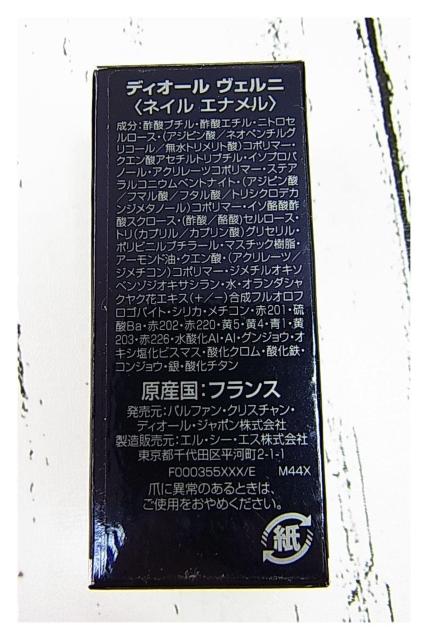 ディオール ヴェルニ
〈ネイル エナメル〉
成分：酢酸ブチル・酢酸エチル・ニトロセ
ルロース・(アジピン酸／ネオペンチルグ
リコール／無水トリメリト酸)コポリマー・
クエン酸アセチルトリブチル・イソプロパ
ノール・アクリレーツコポリマー・ステア
ラルコニウムベントナイト・(アジピン酸
／フマル酸／フタル酸／トリシクロデカ
ンジメタノール)コポリマー・イソ酪酸酢
酸スクロース・(酢酸／酪酸)セルロース・
トリ(カプリル／カプリン酸)グリセリル・
ポリビニルブチラール・マスチック樹脂・
アーモンド油・クエン酸・(アクリレーツ／
ジメチコン)コポリマー・ジメチルオキソ
ベンゾジオキサシラン・水・オランダシャ
クヤク花エキス(＋／－)合成フルオロフ
ロゴパイト・シリカ・メチコン・赤201・硫
酸Ba・赤202・赤220・黄5・黄4・青1・黄
203・赤226・水酸化Al・Al・グンジョウ・オ
キシ塩化ビスマス・酸化クロム・酸化鉄・
コンジョウ・銀・酸化チタン
原産国：フランス
発売元：パルファン・クリスチャン・
ディオール・ジャポン株式会社
製造販売元：エル・シー・エス株式会社
東京都千代田区平河町2-1-1
F000355XXX/E M44X
爪に異常のあるときは、
ご使用をおやめください。
紙